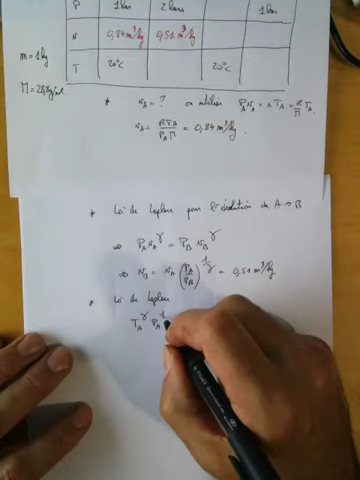 P 1 bars 2 bars 1 bars
v 0,84 m³/kg 0,51 m³/kg
m = 1 kg
T 20°C 20°C
M = 28,8 g/mol
* v_A = ? on utilise P_A v_A = n T_A = R/M T_A.
v_A = RT_A/P_A M = 0,84 m³/kg.
* Loi de Laplace pour l'évolution de A → B
⇒ P_A v_A^γ = P_B v_B^γ
⇒ v_B = v_A (P_A/P_B)^1/γ = 0,51 m³/kg
* Loi de Laplace
T_A^γ P_A^1